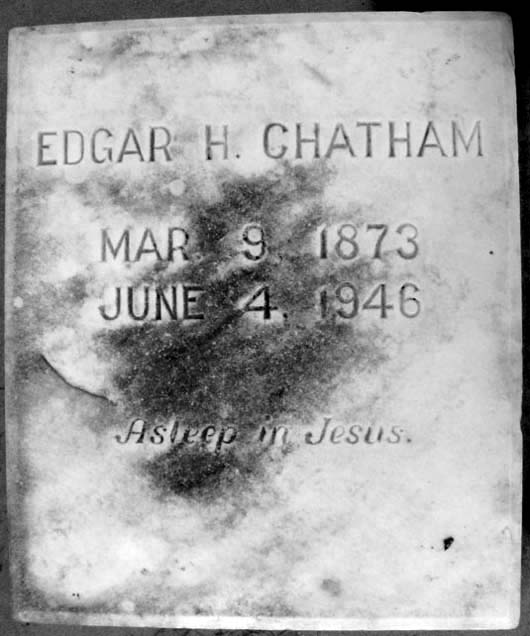 EDGAR H. CHATHAM
MAR. 9, 1873
JUNE 4, 1946
Asleep in Jesus.